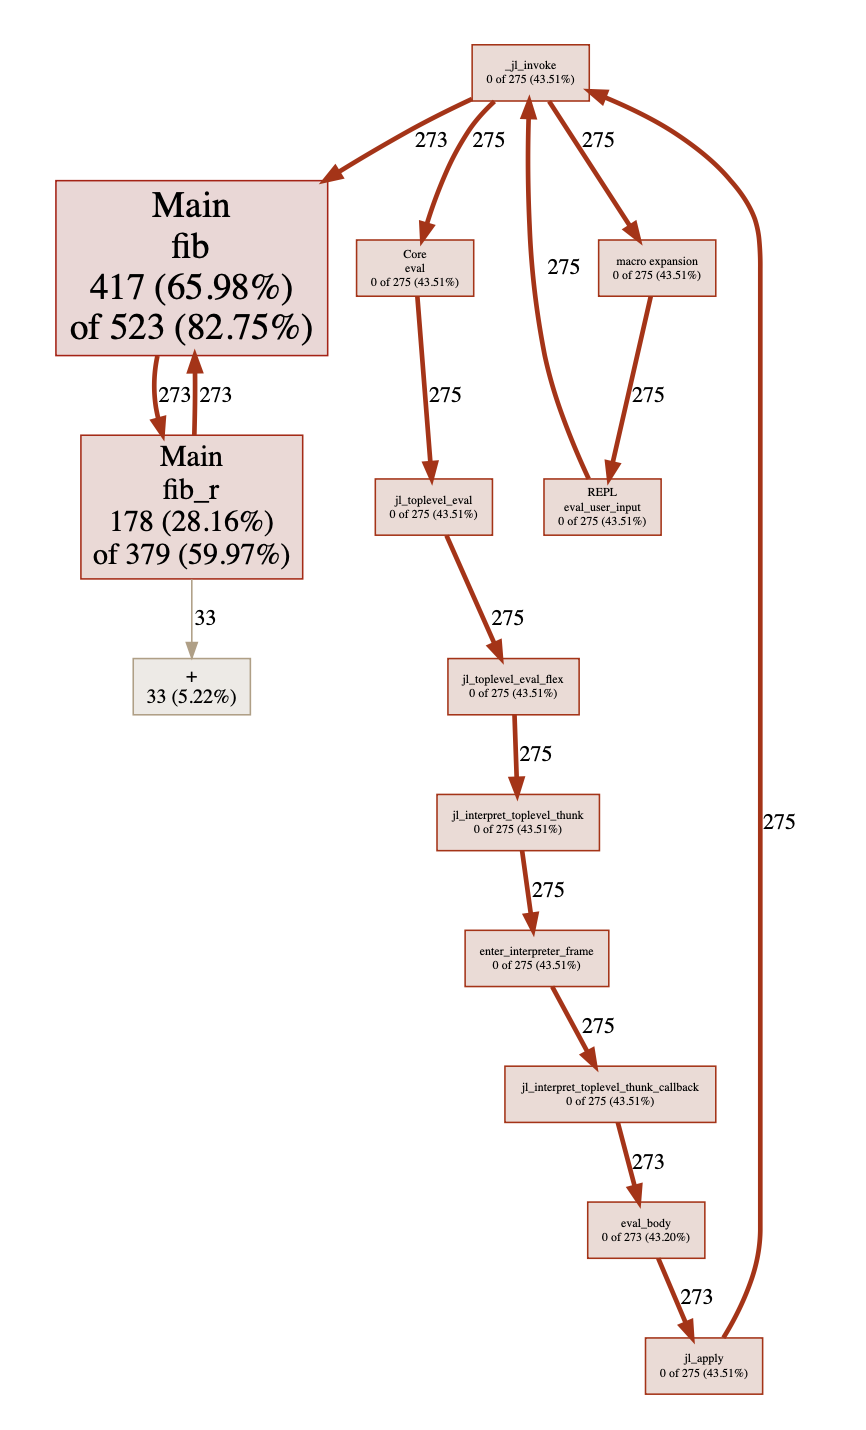 _jl_invoke
0 of 275 (43.51%)
273
275
275
Main
fib
417 (65.98%)
of 523 (82.75%)
Core
eval
0 of 275 (43.51%)
macro expansion
0 of 275 (43.51%)
275
273
273
275
275
Main
fib_r
178 (28.16%)
of 379 (59.97%)
jl_toplevel_eval
0 of 275 (43.51%)
REPL
eval_user_input
0 of 275 (43.51%)
33
275
+
33 (5.22%)
jl_toplevel_eval_flex
0 of 275 (43.51%)
275
jl_interpret_toplevel_thunk
0 of 275 (43.51%)
275
275
enter_interpreter_frame
0 of 275 (43.51%)
275
jl_interpret_toplevel_thunk_callback
0 of 275 (43.51%)
273
eval_body
0 of 273 (43.20%)
273
jl_apply
0 of 275 (43.51%)